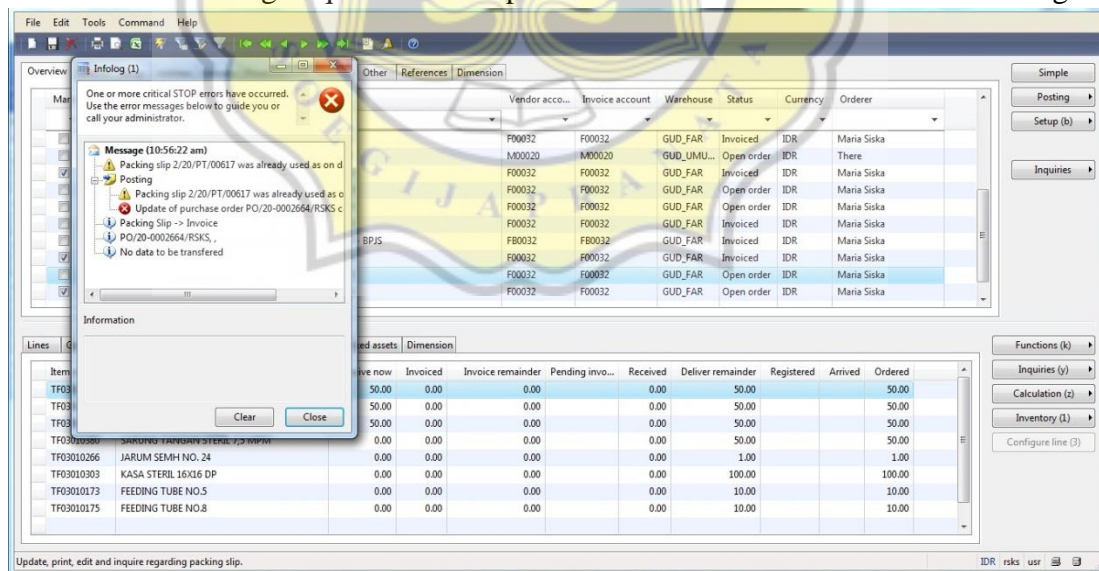 File Edit Tools Command Help
Overview Other References Dimension Simple
Infolog (1)
One or more critical STOP errors have occurred.
Use the error messages below to guide you or
call your administrator.
Message (10:56:22 am)
Packing slip 2/20/PT/00617 was already used as on d
Posting
Packing slip 2/20/PT/00617 was already used as o
Update of purchase order PO/20-0002664/RSKS c
Packing Slip -> Invoice
PO/20-0002664/RSKS, ,
No data to be transfered
Information
Clear Close
Mar Vendor acco... Invoice account Warehouse Status Currency Orderer
F00032 F00032 GUD_FAR Invoiced IDR Maria Siska
M00020 M00020 GUD_UMU... Open order IDR There
F00032 F00032 GUD_FAR Invoiced IDR Maria Siska
F00032 F00032 GUD_FAR Open order IDR Maria Siska
F00032 F00032 GUD_FAR Open order IDR Maria Siska
F00032 F00032 GUD_FAR Invoiced IDR Maria Siska
BPJS FB0032 FB0032 GUD_FAR Invoiced IDR Maria Siska
F00032 F00032 GUD_FAR Invoiced IDR Maria Siska
F00032 F00032 GUD_FAR Open order IDR Maria Siska
F00032 F00032 GUD_FAR Open order IDR Maria Siska
Posting
Setup (b)
Inquiries
SOEGIJAPRANATA
Lines ed assets Dimension
Item ive now Invoiced Invoice remainder Pending invo... Received Deliver remainder Registered Arrived Ordered
TF03 50.00 0.00 0.00 0.00 50.00 50.00
TF03 50.00 0.00 0.00 0.00 50.00 50.00
TF03 50.00 0.00 0.00 0.00 50.00 50.00
TF03010380 SARUNG TANGAN STERIL 7,5 MPM 0.00 0.00 0.00 0.00 50.00 50.00
TF03010266 JARUM SEMH NO. 24 0.00 0.00 0.00 0.00 1.00 1.00
TF03010303 KASA STERIL 16X16 DP 0.00 0.00 0.00 0.00 100.00 100.00
TF03010173 FEEDING TUBE NO.5 0.00 0.00 0.00 0.00 10.00 10.00
TF03010175 FEEDING TUBE NO.8 0.00 0.00 0.00 0.00 10.00 10.00
Functions (k)
Inquiries (y)
Calculation (z)
Inventory (1)
Configure line (3)
Update, print, edit and inquire regarding packing slip. IDR rsks usr